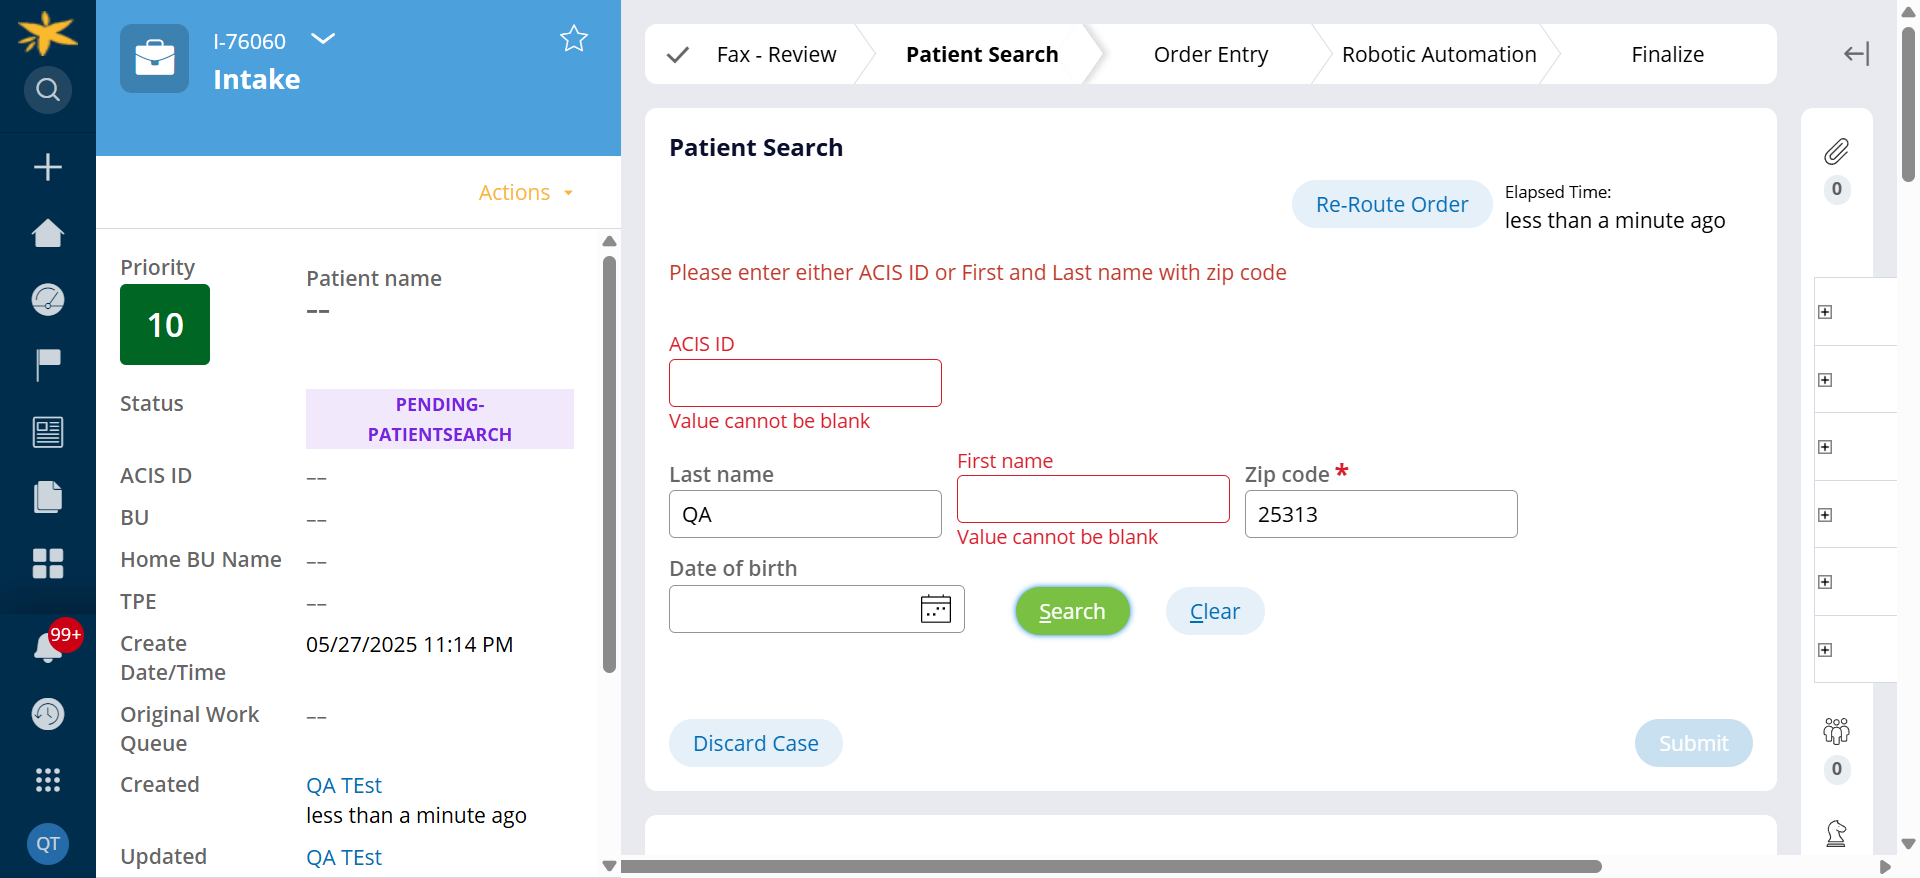 I-76060
Intake
Actions
Priority
10
Patient name
––
Status
PENDING-
PATIENTSEARCH
ACIS ID
––
BU
––
Home BU Name
––
TPE
––
Create
Date/Time
05/27/2025 11:14 PM
Original Work
Queue
––
Created
QA TEst
less than a minute ago
Updated
QA TEst
99+
QT
Fax - Review
Patient Search
Order Entry
Robotic Automation
Finalize
Patient Search
Re-Route Order
Elapsed Time:
less than a minute ago
Please enter either ACIS ID or First and Last name with zip code
ACIS ID
Value cannot be blank
Last name
QA
First name
Value cannot be blank
Zip code *
25313
Date of birth
Search
Clear
Discard Case
Submit
0
0